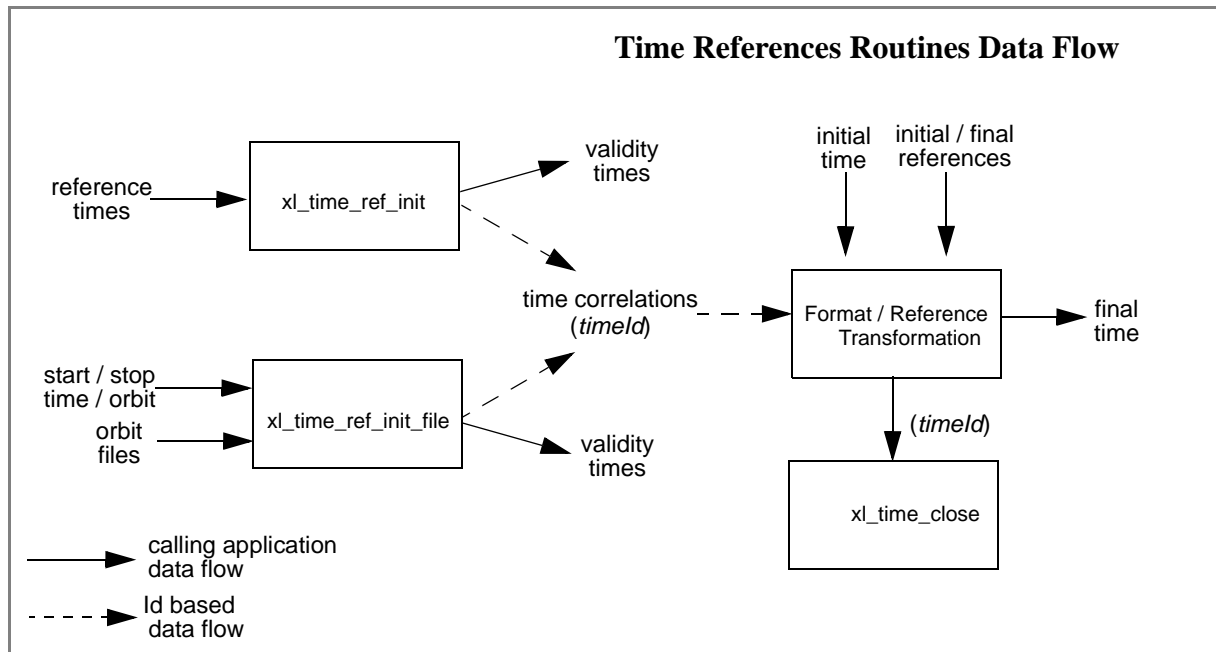 Time References Routines Data Flow
reference
times
xl_time_ref_init
validity
times
initial
time
initial / final
references
time correlations
(timeId)
Format / Reference
Transformation
final
time
start / stop
time / orbit
orbit
files
xl_time_ref_init_file
validity
times
(timeId)
xl_time_close
calling application
data flow
Id based
data flow